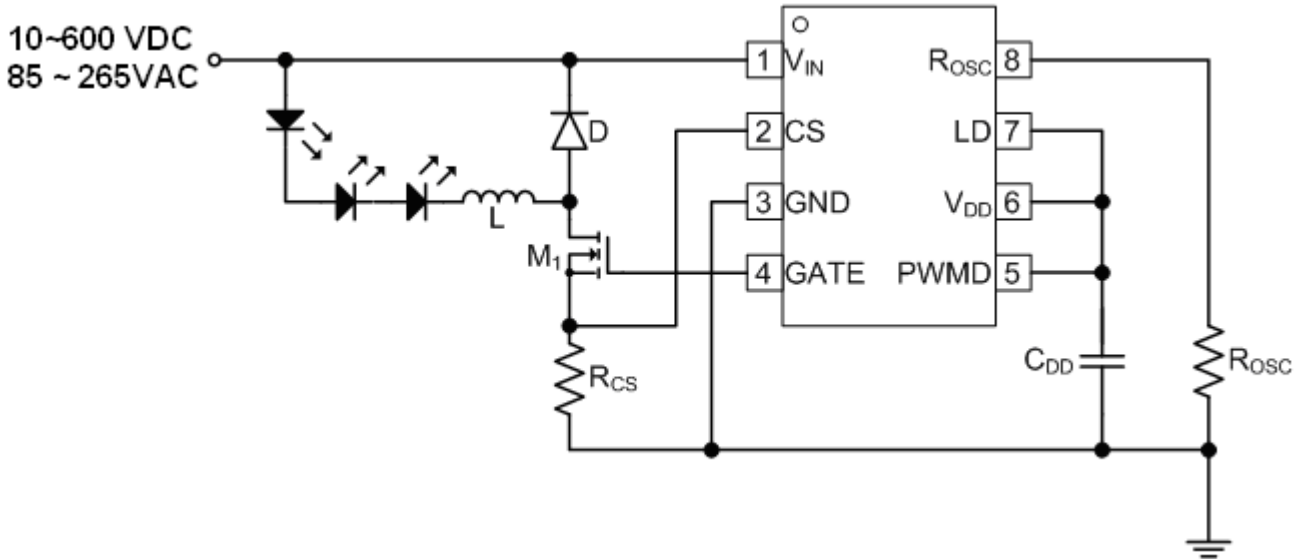 10~600 VDC
85 ~ 265VAC
1 VIN ROSC 8
D
2 CS LD 7
3 GND VDD 6
L
M1
4 GATE PWMD 5
CDD
ROSC
RCS